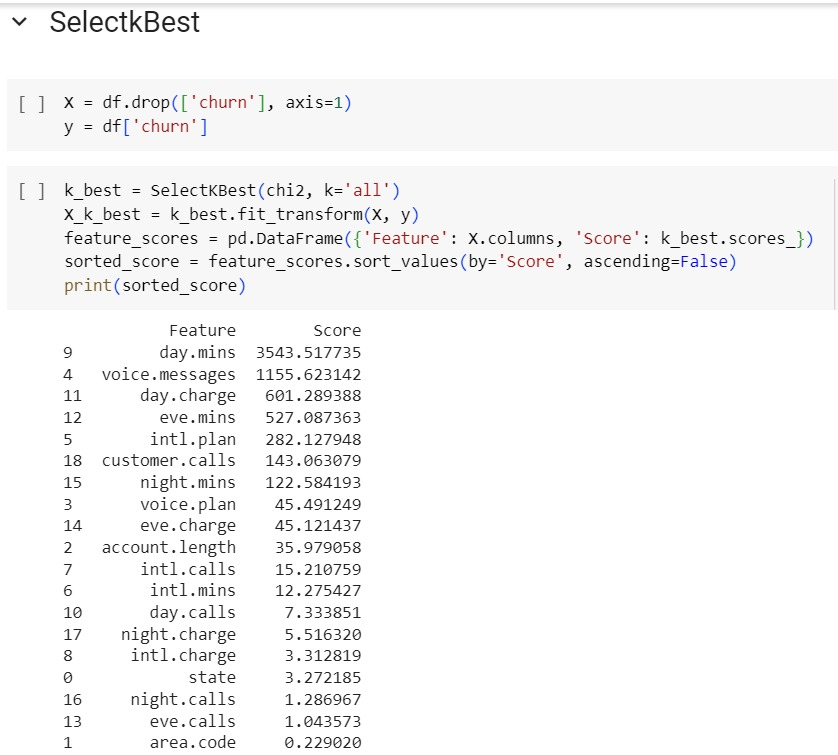 SelectkBest
[ ] X = df.drop(['churn'], axis=1)
y = df['churn']
[ ] k_best = SelectKBest(chi2, k='all')
X_k_best = k_best.fit_transform(X, y)
feature_scores = pd.DataFrame({'Feature': X.columns, 'Score': k_best.scores_})
sorted_score = feature_scores.sort_values(by='Score', ascending=False)
print(sorted_score)
Feature Score
9 day.mins 3543.517735
4 voice.messages 1155.623142
11 day.charge 601.289388
12 eve.mins 527.087363
5 intl.plan 282.127948
18 customer.calls 143.063079
15 night.mins 122.584193
3 voice.plan 45.491249
14 eve.charge 45.121437
2 account.length 35.979058
7 intl.calls 15.210759
6 intl.mins 12.275427
10 day.calls 7.333851
17 night.charge 5.516320
8 intl.charge 3.312819
0 state 3.272185
16 night.calls 1.286967
13 eve.calls 1.043573
1 area.code 0.229020